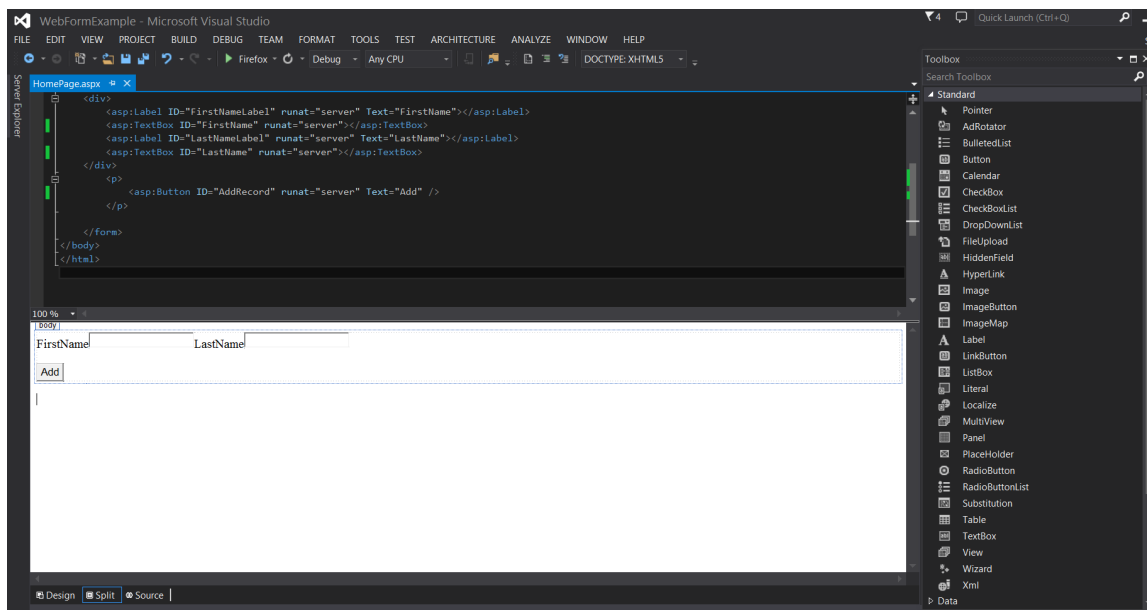 WebFormExample - Microsoft Visual Studio
4
Quick Launch (Ctrl+Q)
FILE EDIT VIEW PROJECT BUILD DEBUG TEAM FORMAT TOOLS TEST ARCHITECTURE ANALYZE WINDOW HELP
Firefox Debug Any CPU DOCTYPE: XHTML5
Server Explorer
HomePage.aspx
<div>
<asp:Label ID="FirstNameLabel" runat="server" Text="FirstName"></asp:Label>
<asp:TextBox ID="FirstName" runat="server"></asp:TextBox>
<asp:Label ID="LastNameLabel" runat="server" Text="LastName"></asp:Label>
<asp:TextBox ID="LastName" runat="server"></asp:TextBox>
</div>
<p>
<asp:Button ID="AddRecord" runat="server" Text="Add" />
</p>
</form>
</body>
</html>
100 %
body
FirstName LastName
Add
Design Split Source
Toolbox
Search Toolbox
Standard
Pointer
AdRotator
BulletedList
Button
Calendar
CheckBox
CheckBoxList
DropDownList
FileUpload
HiddenField
HyperLink
Image
ImageButton
ImageMap
Label
LinkButton
ListBox
Literal
Localize
MultiView
Panel
PlaceHolder
RadioButton
RadioButtonList
Substitution
Table
TextBox
View
Wizard
Xml
Data